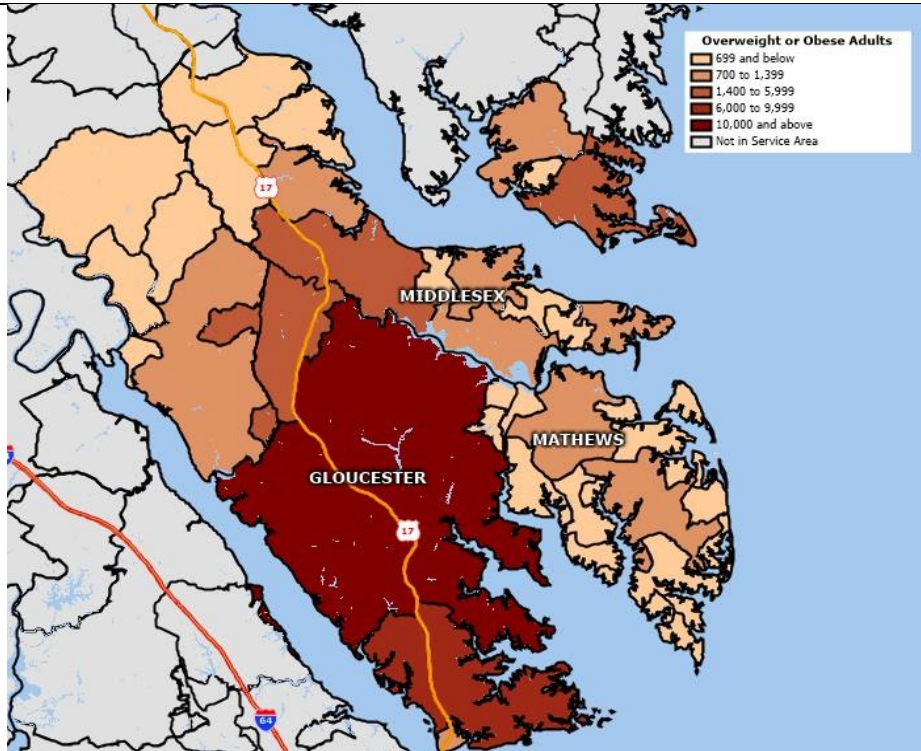 Overweight or Obese Adults
699 and below
700 to 1,399
1,400 to 5,999
6,000 to 9,999
10,000 and above
Not in Service Area
17
MIDDLESEX
MATHEWS
GLOUCESTER
17
64